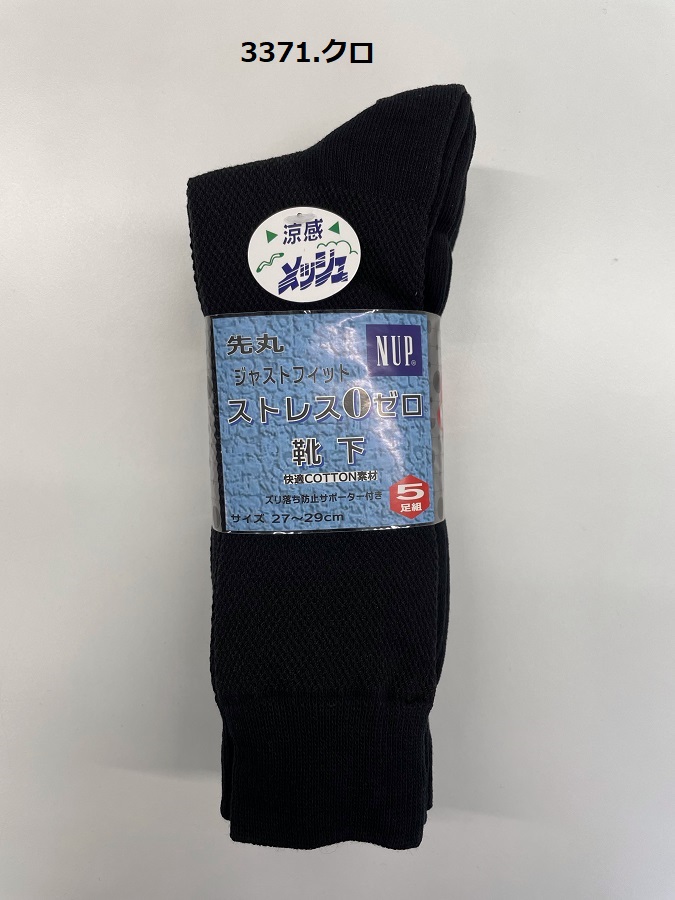 3371.クロ
涼感
メッシュ
先丸
NUP
ジャストフィット
ストレス0ゼロ
靴下
快適COTTON素材
ズリ落ち防止サポーター付き
5
足組
サイズ 27〜29cm